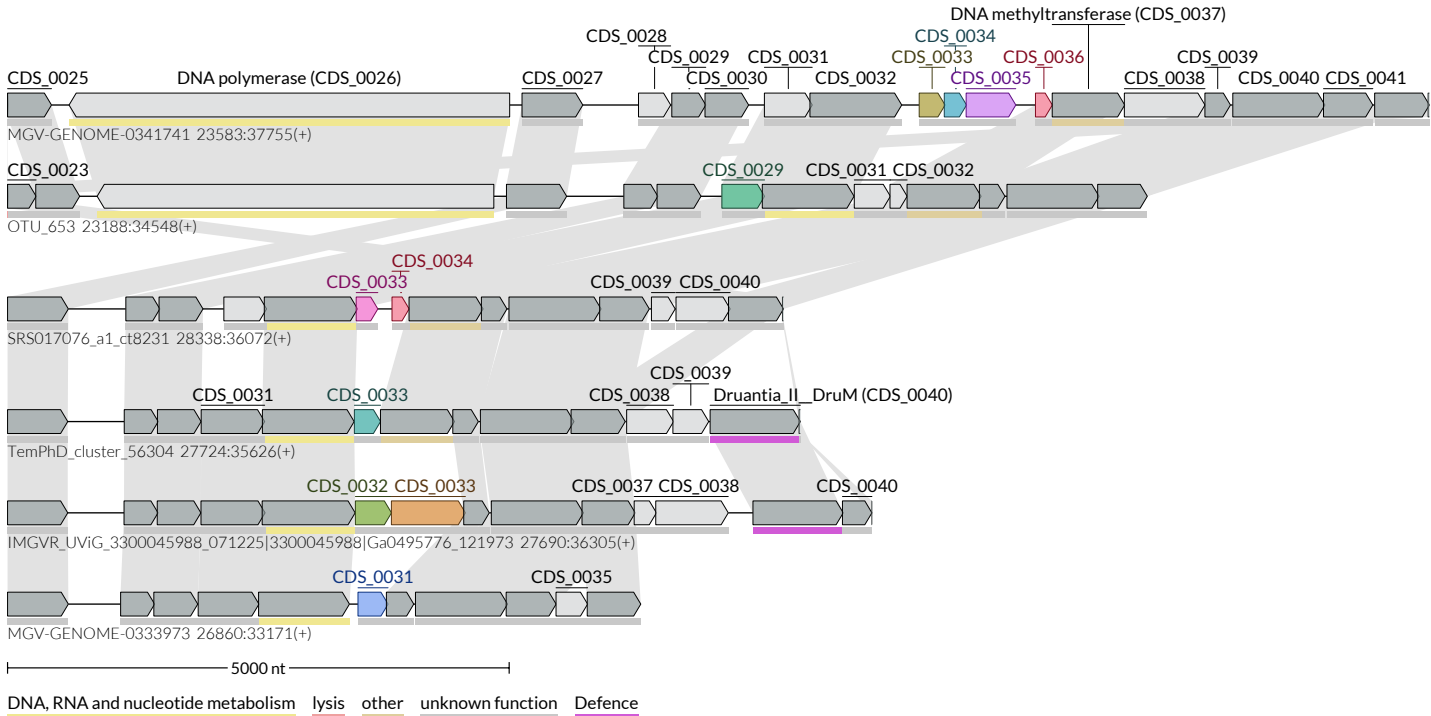 DNA methyltransferase (CDS_0037)
CDS_0028 CDS_0034
CDS_0029 CDS_0031 CDS_0033 CDS_0036 CDS_0039
CDS_0025 DNA polymerase (CDS_0026) CDS_0027 CDS_0030 CDS_0032 CDS_0035 CDS_0038 CDS_0040 CDS_0041
MGV-GENOME-0341741 23583:37755(+)
CDS_0023 CDS_0029 CDS_0031 CDS_0032
OTU_653 23188:34548(+)
CDS_0034
CDS_0033 CDS_0039 CDS_0040
SRS017076_a1_ct8231 28338:36072(+)
CDS_0039
CDS_0031 CDS_0033 CDS_0038 Druantia_II__DruM (CDS_0040)
TemPhD_cluster_56304 27724:35626(+)
CDS_0032 CDS_0033 CDS_0037 CDS_0038 CDS_0040
IMGVR_UViG_3300045988_071225|3300045988|Ga0495776_121973 27690:36305(+)
CDS_0031 CDS_0035
MGV-GENOME-0333973 26860:33171(+)
5000 nt
DNA, RNA and nucleotide metabolism lysis other unknown function Defence